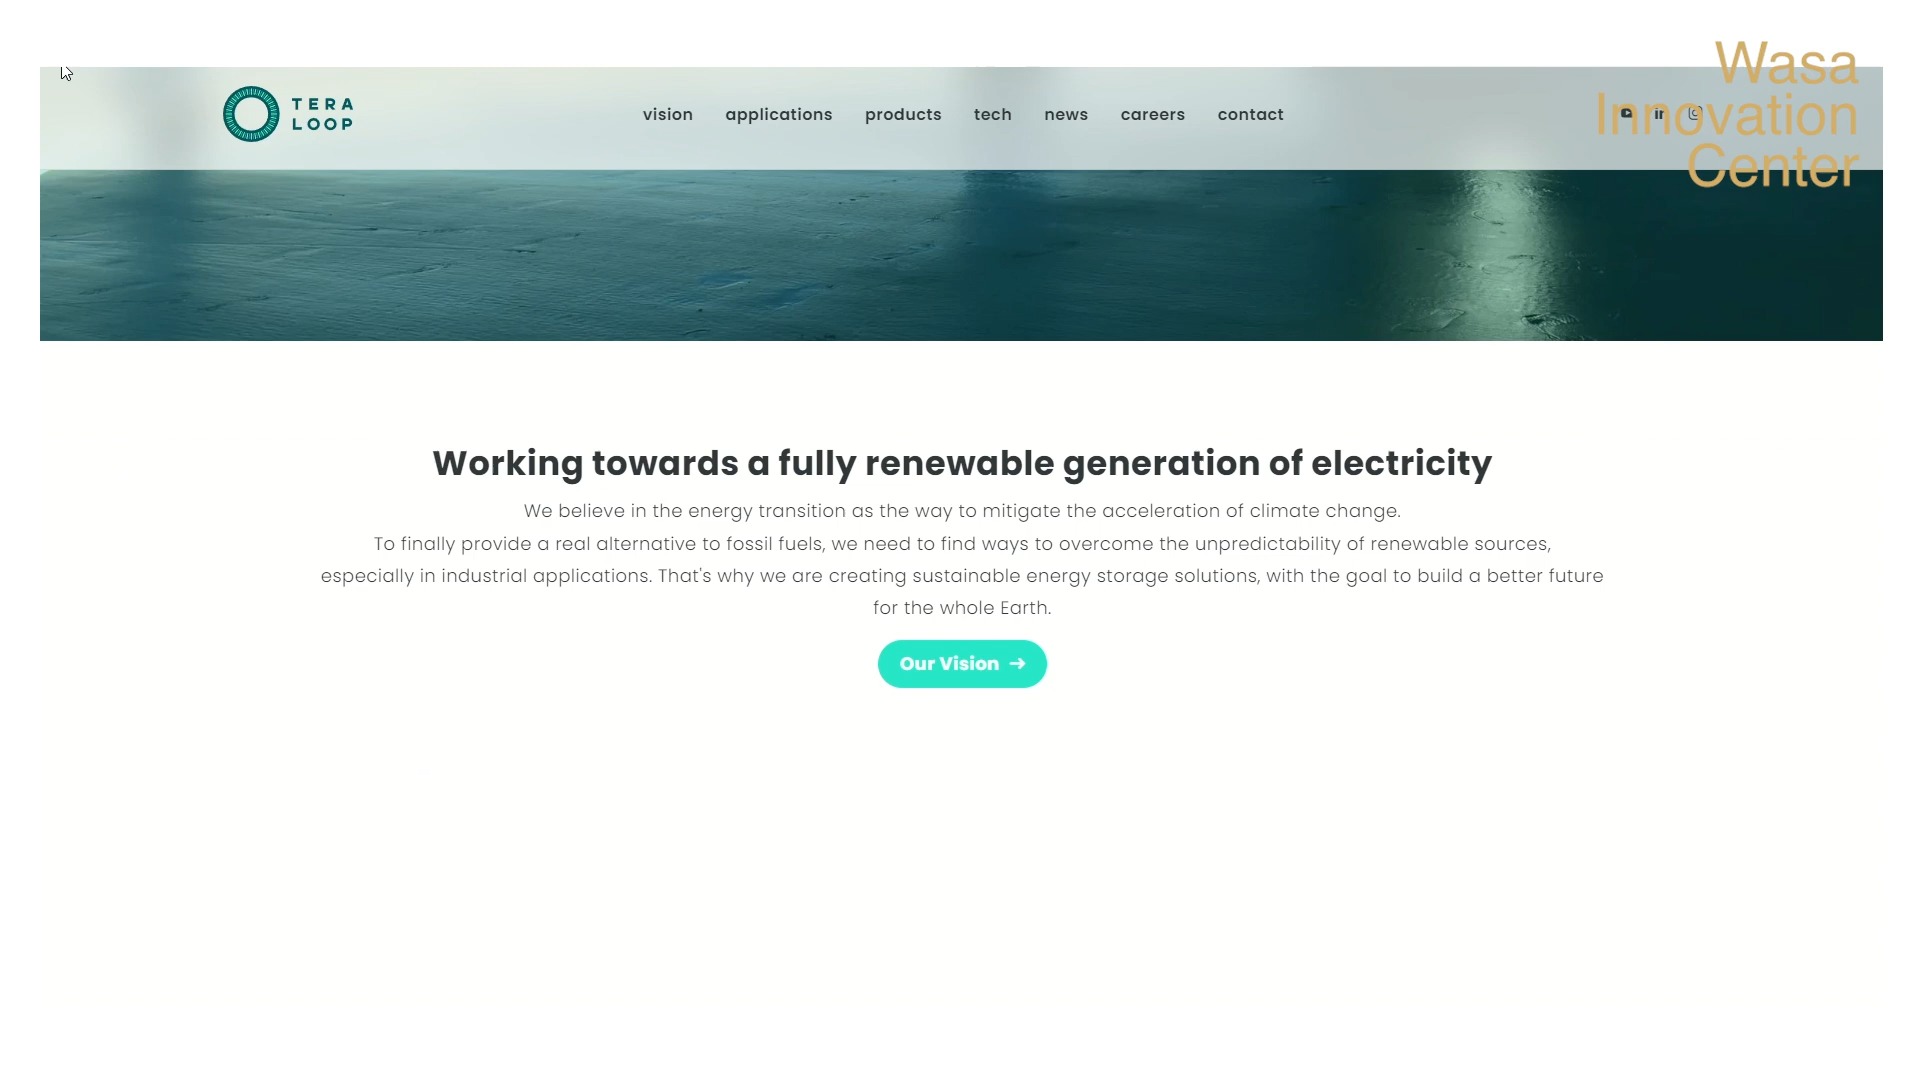 TERA
LOOP
vision applications products tech news careers contact
in
Wasa
Innovation
Center
Working towards a fully renewable generation of electricity
We believe in the energy transition as the way to mitigate the acceleration of climate change.
To finally provide a real alternative to fossil fuels, we need to find ways to overcome the unpredictability of renewable sources,
especially in industrial applications. That's why we are creating sustainable energy storage solutions, with the goal to build a better future
for the whole Earth.
Our Vision →